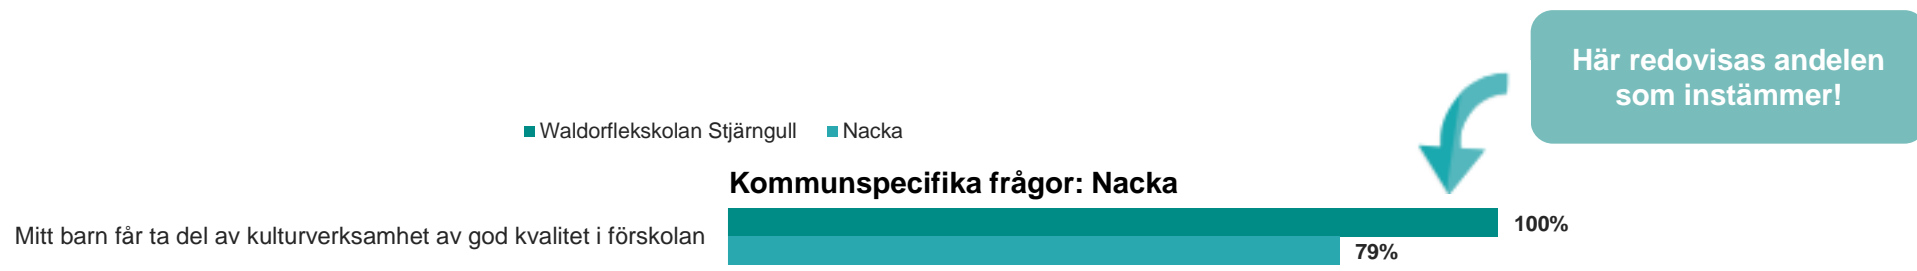 Här redovisas andelen
som instämmer!
Waldorflekskolan Stjärngull Nacka
Kommunspecifika frågor: Nacka
Mitt barn får ta del av kulturverksamhet av god kvalitet i förskolan
100%
79%